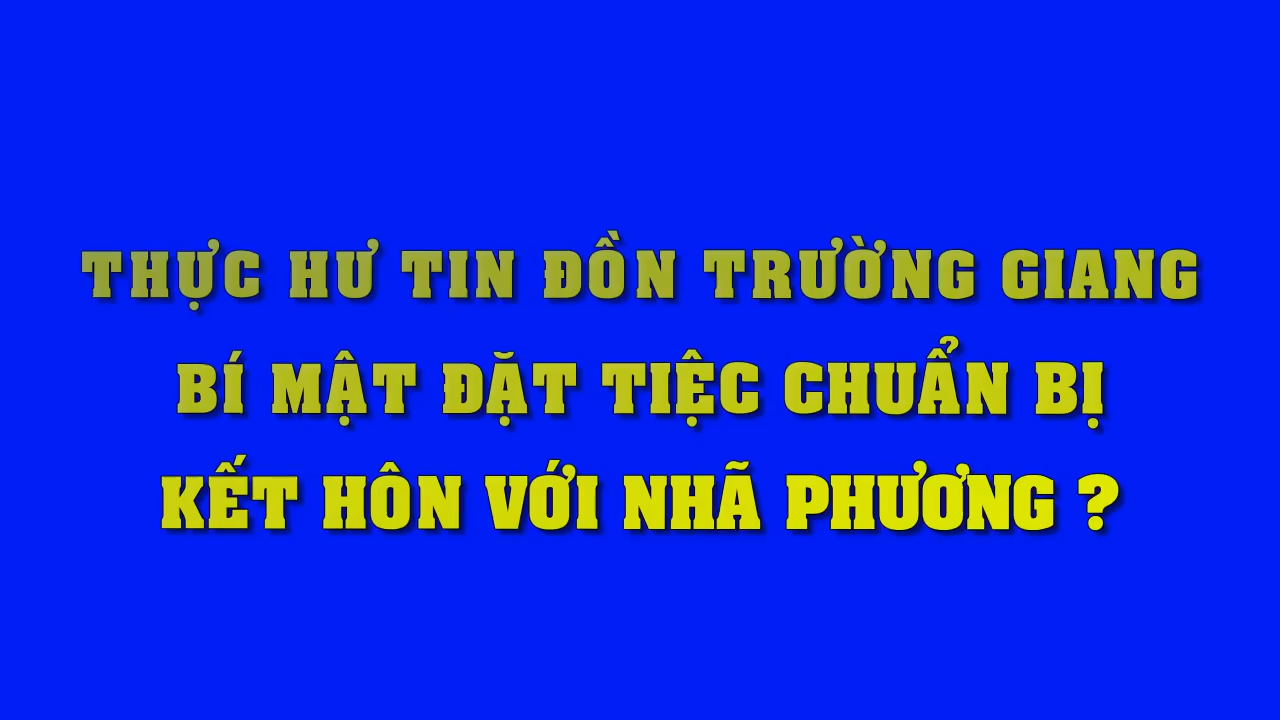 THỰC HƯ TIN ĐỒN TRƯỜNG GIANG
BÍ MẬT ĐẶT TIỆC CHUẨN BỊ
KẾT HÔN VỚI NHÃ PHƯƠNG ?